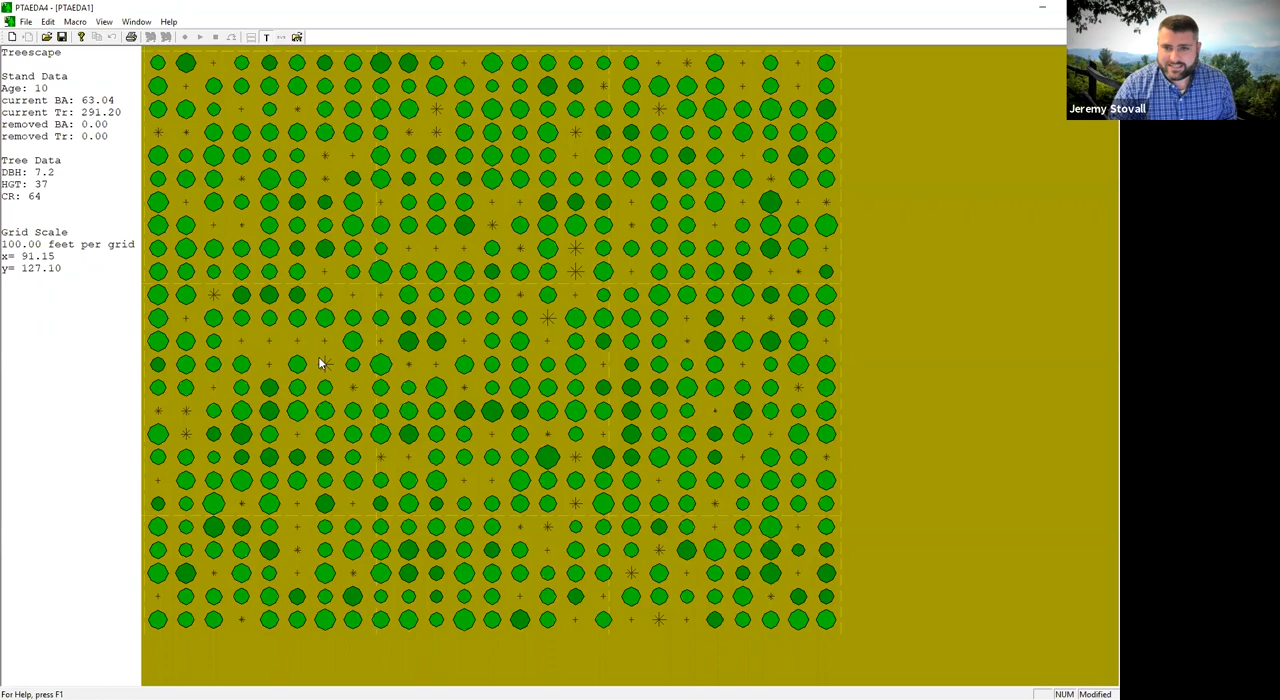 PTAEDA4 - [PTAEDA1]
File Edit Macro View Window Help
Treescape
Stand Data
Age: 10
current BA: 63.04
current Tr: 291.20
removed BA: 0.00
removed Tr: 0.00
Tree Data
DBH: 7.2
HGT: 37
CR: 64
Grid Scale
100.00 feet per grid
x= 91.15
y= 127.10
Jeremy Stovall
For Help, press F1
NUM Modified